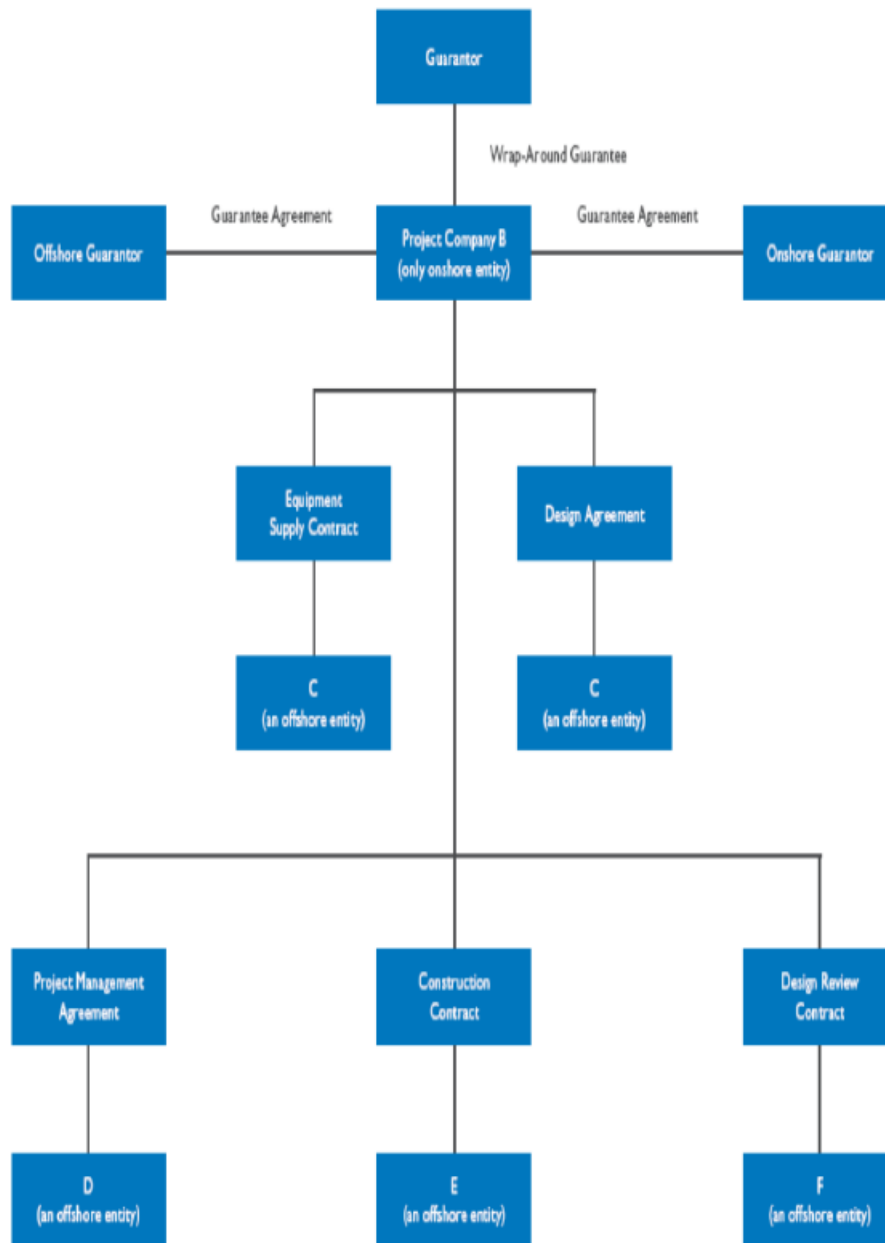 Guarantor
Wrap-Around Guarantee
Guarantee Agreement
Guarantee Agreement
Offshore Guarantor
Project Company B
(only onshore entity)
Onshore Guarantor
Equipment
Supply Contract
Design Agreement
C
(an offshore entity)
C
(an offshore entity)
Project Management
Agreement
Construction
Contract
Design Review
Contract
D
(an offshore entity)
E
(an offshore entity)
F
(an offshore entity)